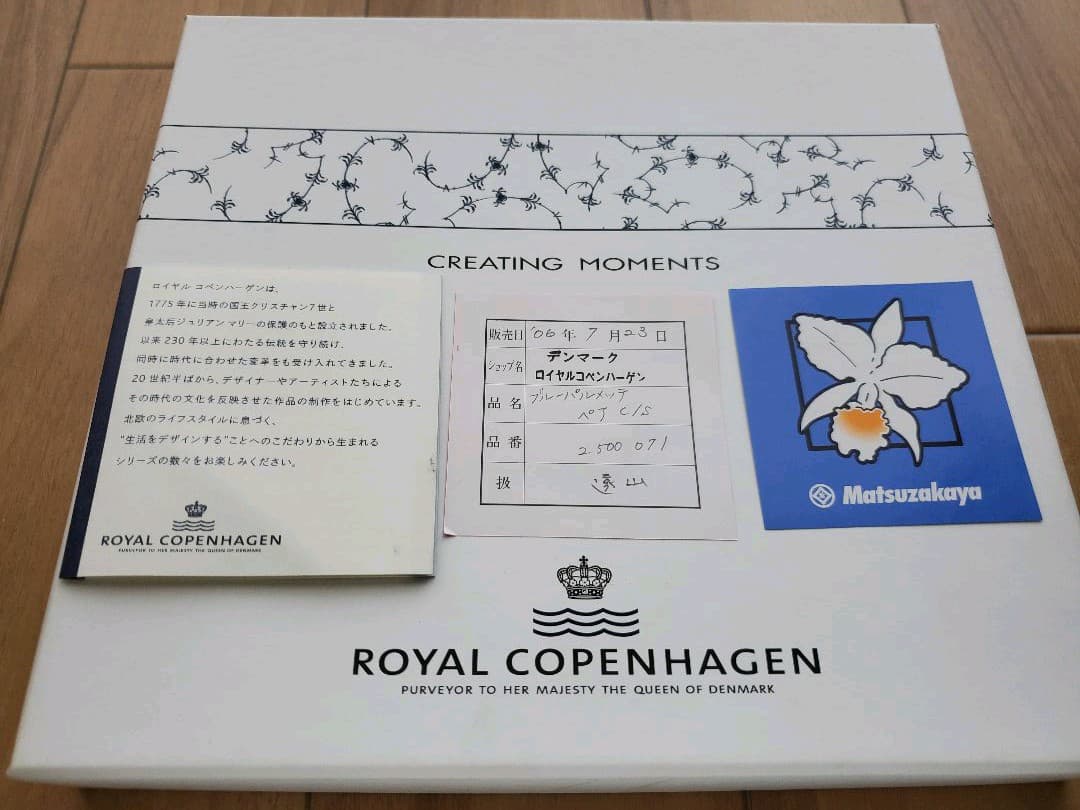 CREATING MOMENTS
ロイヤル コペンハーゲンは、
1775年に当時の国王クリスチャン7世と
皇太后ジュリアン マリーの保護のもと設立されました。
以来 230年以上にわたる伝統を守り続け、
同時に時代に合わせた変革をも受け入れてきました。
20世紀半ばから、デザイナーやアーティストたちによる
その時代の文化を反映させた作品の制作をはじめています。
北欧のライフスタイルに息づく、
“生活をデザインする”ことへのこだわりから生まれる
シリーズの数々をお楽しみください。
ROYAL COPENHAGEN
PURVEYOR TO HER MAJESTY THE QUEEN OF DENMARK
販売日 '06年 7月23日
ショップ名 デンマーク
ロイヤルコペンハーゲン
品名 ブルーパルメッテ
ペア C/S
品番 2.500 071
扱 遠山
Matsuzakaya
ROYAL COPENHAGEN
PURVEYOR TO HER MAJESTY THE QUEEN OF DENMARK